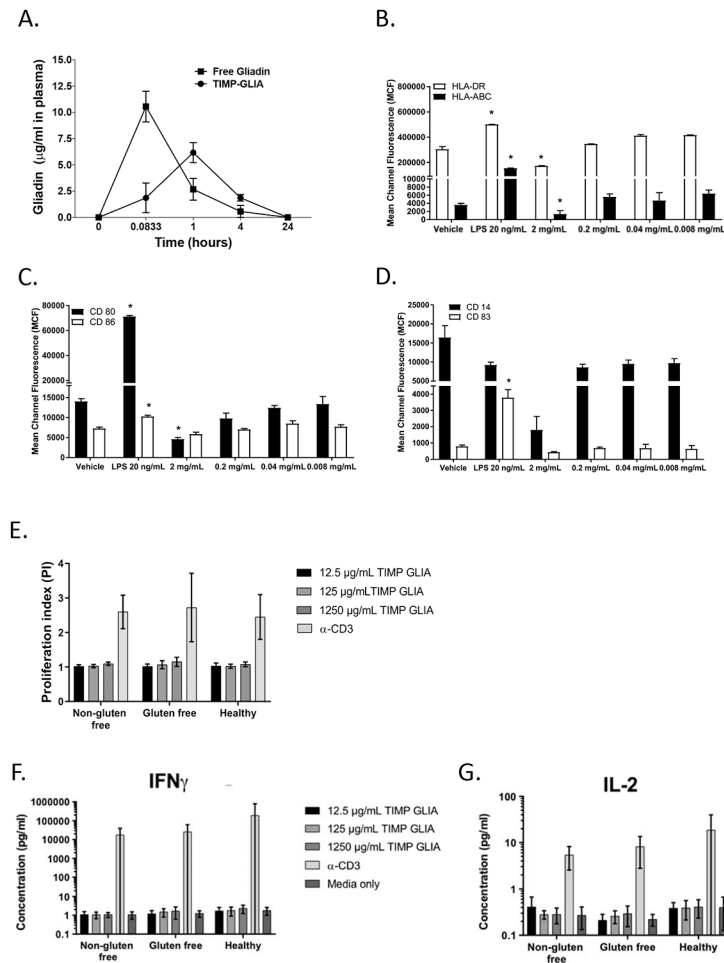 A.
15.0
12.5
10.0
7.5
5.0
2.5
0.0
Gliadin (μg/ml in plasma)
Free Gliadin
TIMP-GLIA
0 0.0833 1 4 24
Time (hours)
B.
HLA-DR
HLA-ABC
Mean Channel Fluorescence (MCF)
800000
600000
400000
200000
10000
8000
6000
4000
2000
0
* * * *
Vehicle LPS 20 ng/mL 2 mg/mL 0.2 mg/mL 0.04 mg/mL 0.008 mg/mL
C.
CD 80
CD 86
Mean Channel Fluorescence (MCF)
80000
60000
40000
20000
15000
10000
5000
0
* * *
Vehicle LPS 20 ng/mL 2 mg/mL 0.2 mg/mL 0.04 mg/mL 0.008 mg/mL
D.
CD 14
CD 83
Mean Channel Fluorescence (MCF)
25000
20000
15000
10000
5000
4000
3000
2000
1000
0
*
Vehicle LPS 20 ng/mL 2 mg/mL 0.2 mg/mL 0.04 mg/mL 0.008 mg/mL
E.
Proliferation index (PI)
4
3
2
1
0
Non-gluten free Gluten free Healthy
12.5 μg/mL TIMP GLIA
125 μg/mLTIMP GLIA
1250 μg/mL TIMP GLIA
α-CD3
F.
IFNγ
Concentration (pg/ml)
1000000
100000
10000
1000
100
10
1
0.1
Non-gluten free Gluten free Healthy
12.5 μg/mL TIMP GLIA
125 μg/mL TIMP GLIA
1250 μg/mL TIMP GLIA
α-CD3
Media only
G.
IL-2
Concentration (pg/ml)
100
10
1
0.1
Non-gluten free Gluten free Healthy